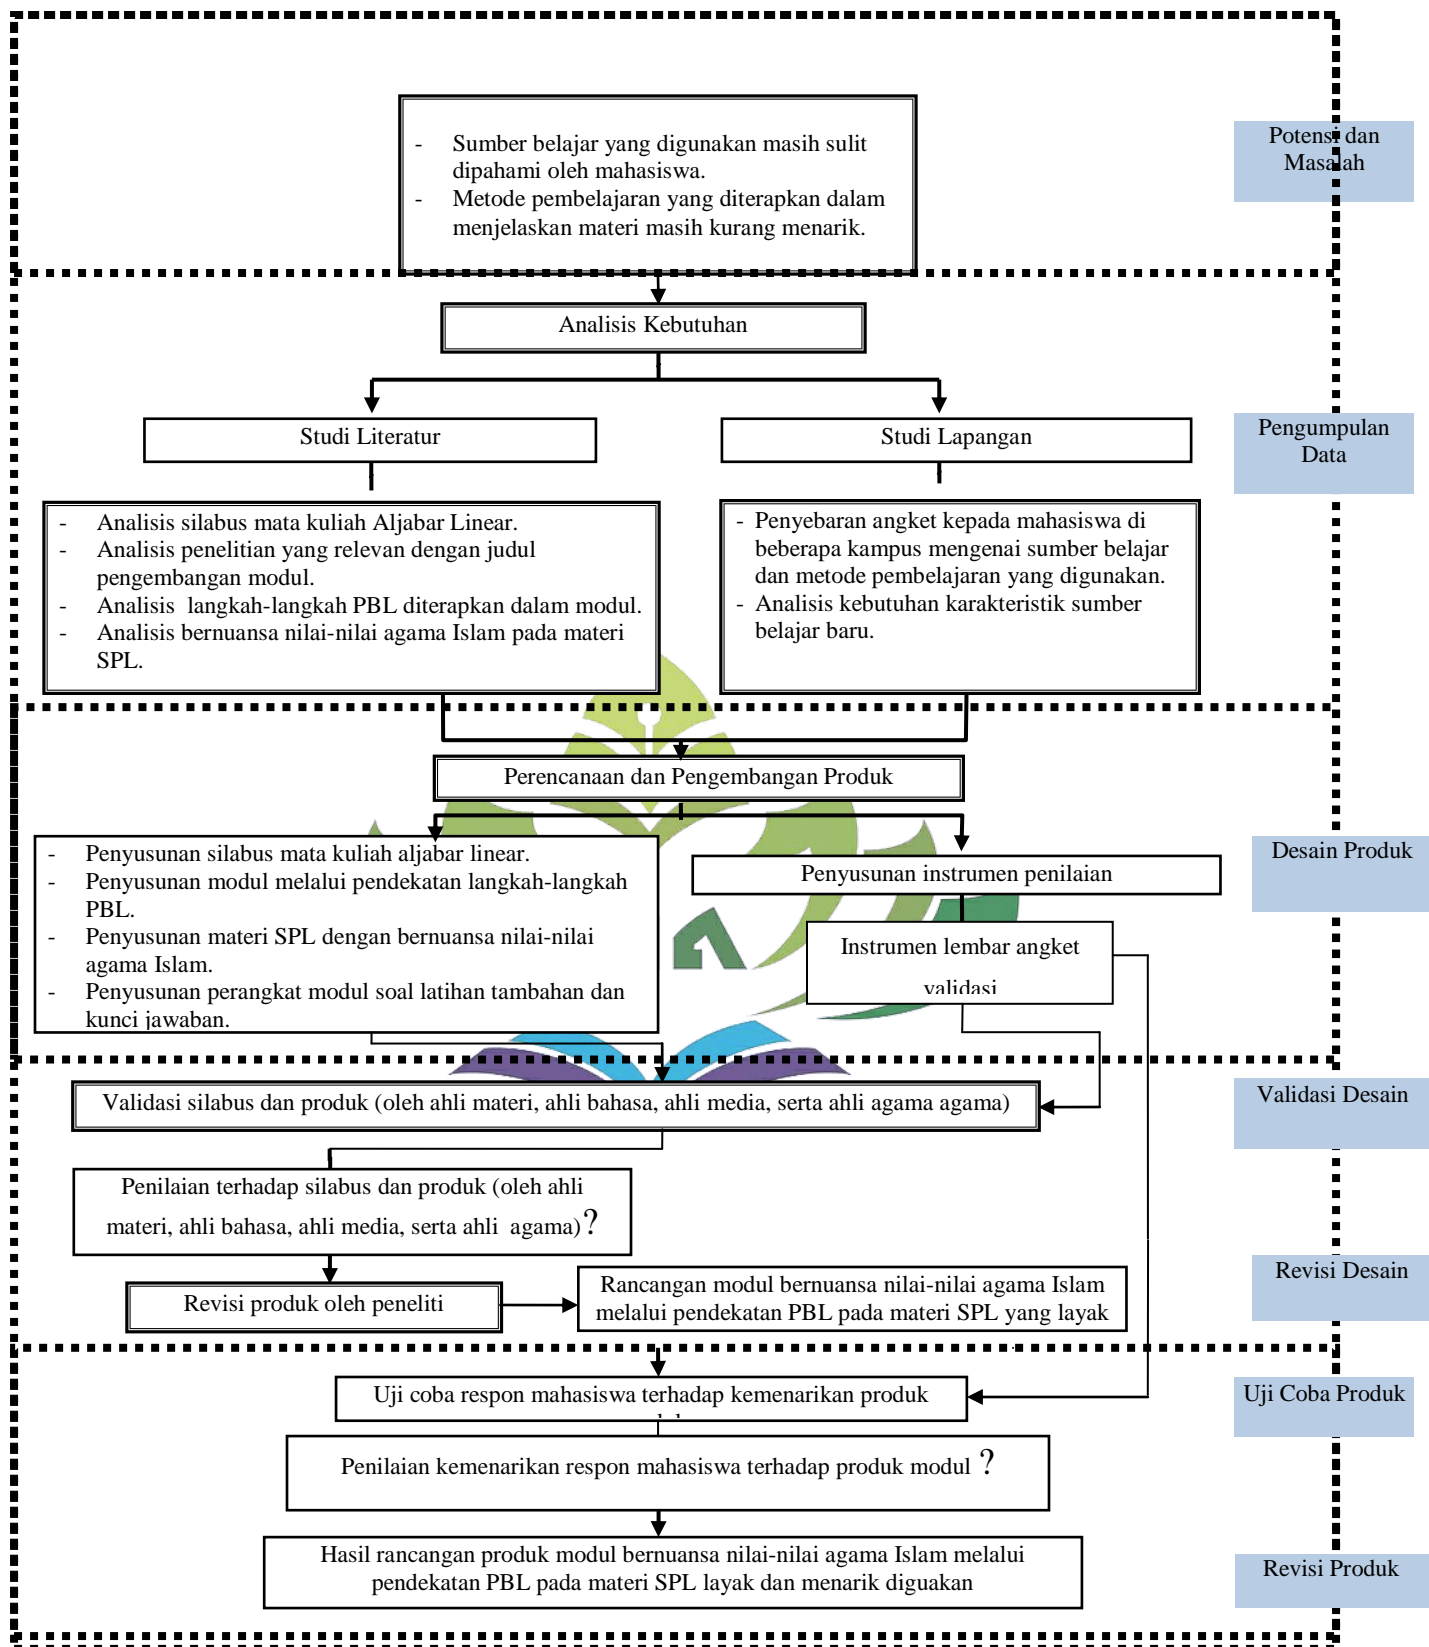 - Sumber belajar yang digunakan masih sulit
dipahami oleh mahasiswa.
- Metode pembelajaran yang diterapkan dalam
menjelaskan materi masih kurang menarik.
Potensi dan
Masalah
Analisis Kebutuhan
Studi Literatur
Studi Lapangan
Pengumpulan
Data
- Analisis silabus mata kuliah Aljabar Linear.
- Analisis penelitian yang relevan dengan judul
pengembangan modul.
- Analisis langkah-langkah PBL diterapkan dalam modul.
- Analisis bernuansa nilai-nilai agama Islam pada materi
SPL.
- Penyebaran angket kepada mahasiswa di
beberapa kampus mengenai sumber belajar
dan metode pembelajaran yang digunakan.
- Analisis kebutuhan karakteristik sumber
belajar baru.
Perencanaan dan Pengembangan Produk
- Penyusunan silabus mata kuliah aljabar linear.
- Penyusunan modul melalui pendekatan langkah-langkah
PBL.
- Penyusunan materi SPL dengan bernuansa nilai-nilai
agama Islam.
- Penyusunan perangkat modul soal latihan tambahan dan
kunci jawaban.
Penyusunan instrumen penilaian
Instrumen lembar angket
validasi
Desain Produk
Validasi silabus dan produk (oleh ahli materi, ahli bahasa, ahli media, serta ahli agama agama)
Validasi Desain
Penilaian terhadap silabus dan produk (oleh ahli
materi, ahli bahasa, ahli media, serta ahli agama)?
Revisi produk oleh peneliti
Rancangan modul bernuansa nilai-nilai agama Islam
melalui pendekatan PBL pada materi SPL yang layak
Revisi Desain
Uji coba respon mahasiswa terhadap kemenarikan produk
Uji Coba Produk
Penilaian kemenarikan respon mahasiswa terhadap produk modul ?
Hasil rancangan produk modul bernuansa nilai-nilai agama Islam melalui
pendekatan PBL pada materi SPL layak dan menarik diguakan
Revisi Produk